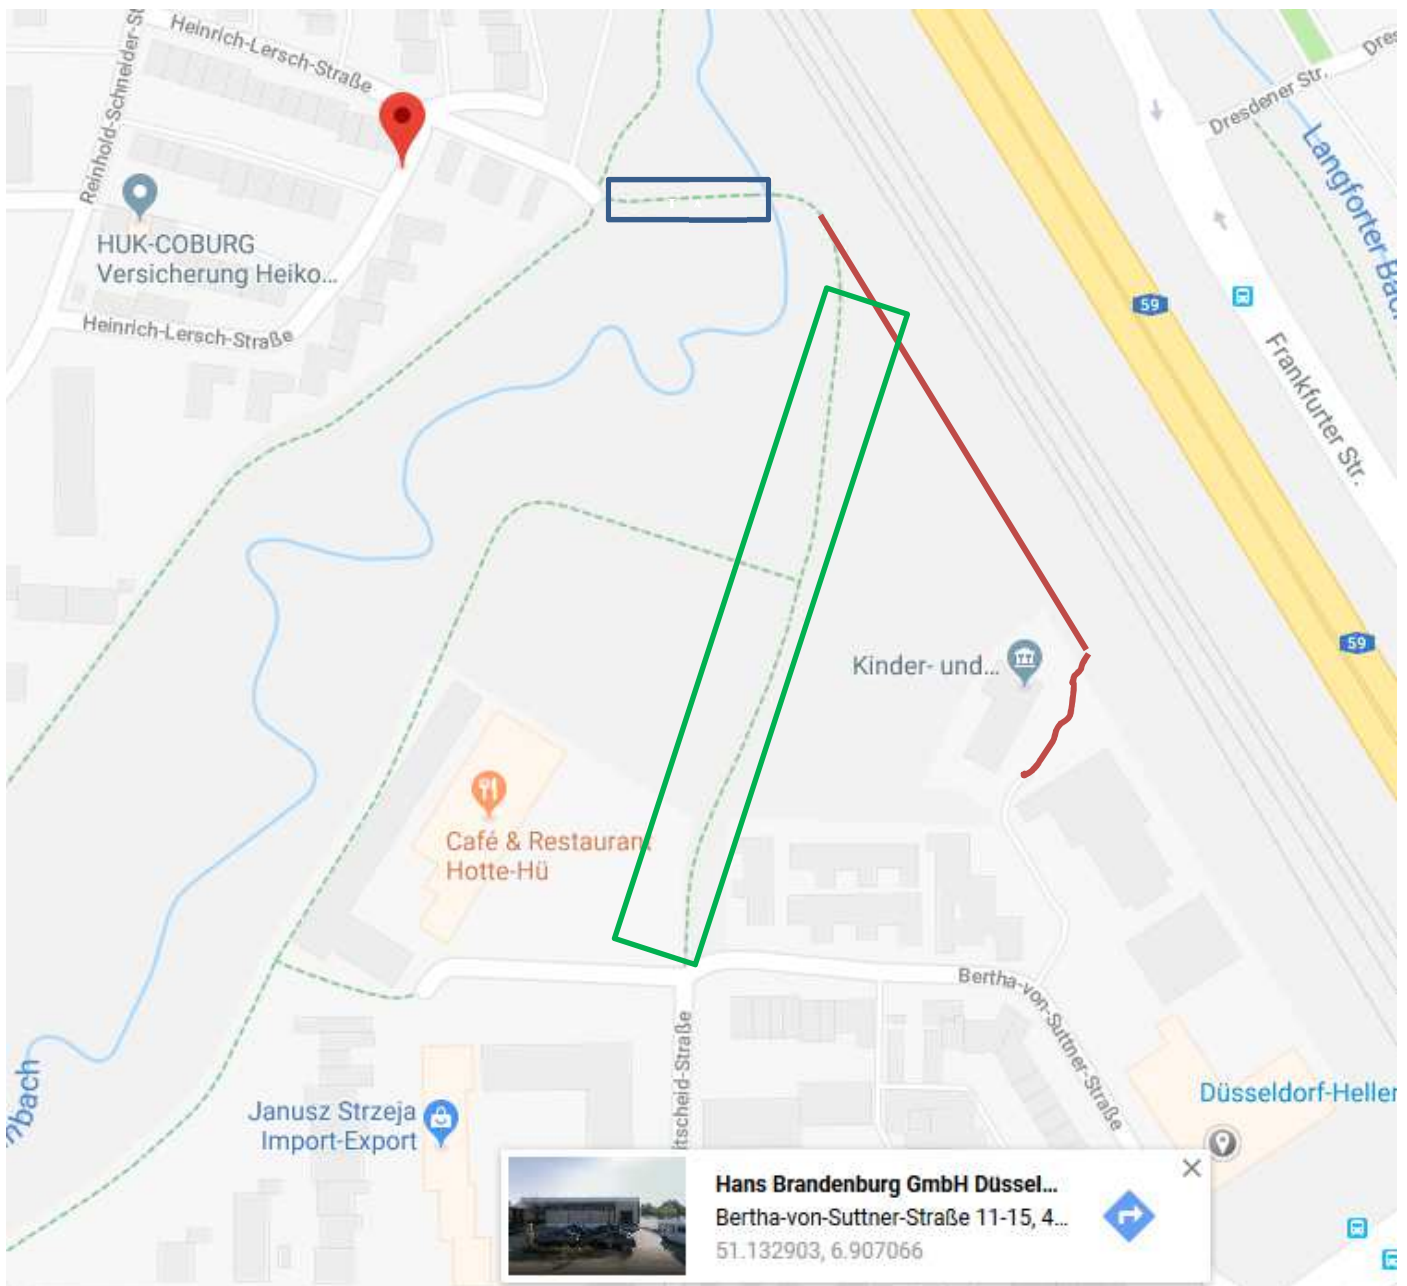 Heinrich-Lersch-Straße
Reinhold-Schneider-St
Dres
Dresdener Str.
Langforter Bac
HUK-COBURG
Versicherung Heiko...
59
Heinrich-Lersch-Straße
Frankfurter Str.
59
Kinder- und...
Café & Restaurant
Hotte-Hü
Bertha-von-Suttner-Straße
bach
itscheid-Straße
Düsseldorf-Heller
Janusz Strzeja
Import-Export
Hans Brandenburg GmbH Düssel...
Bertha-von-Suttner-Straße 11-15, 4...
51.132903, 6.907066